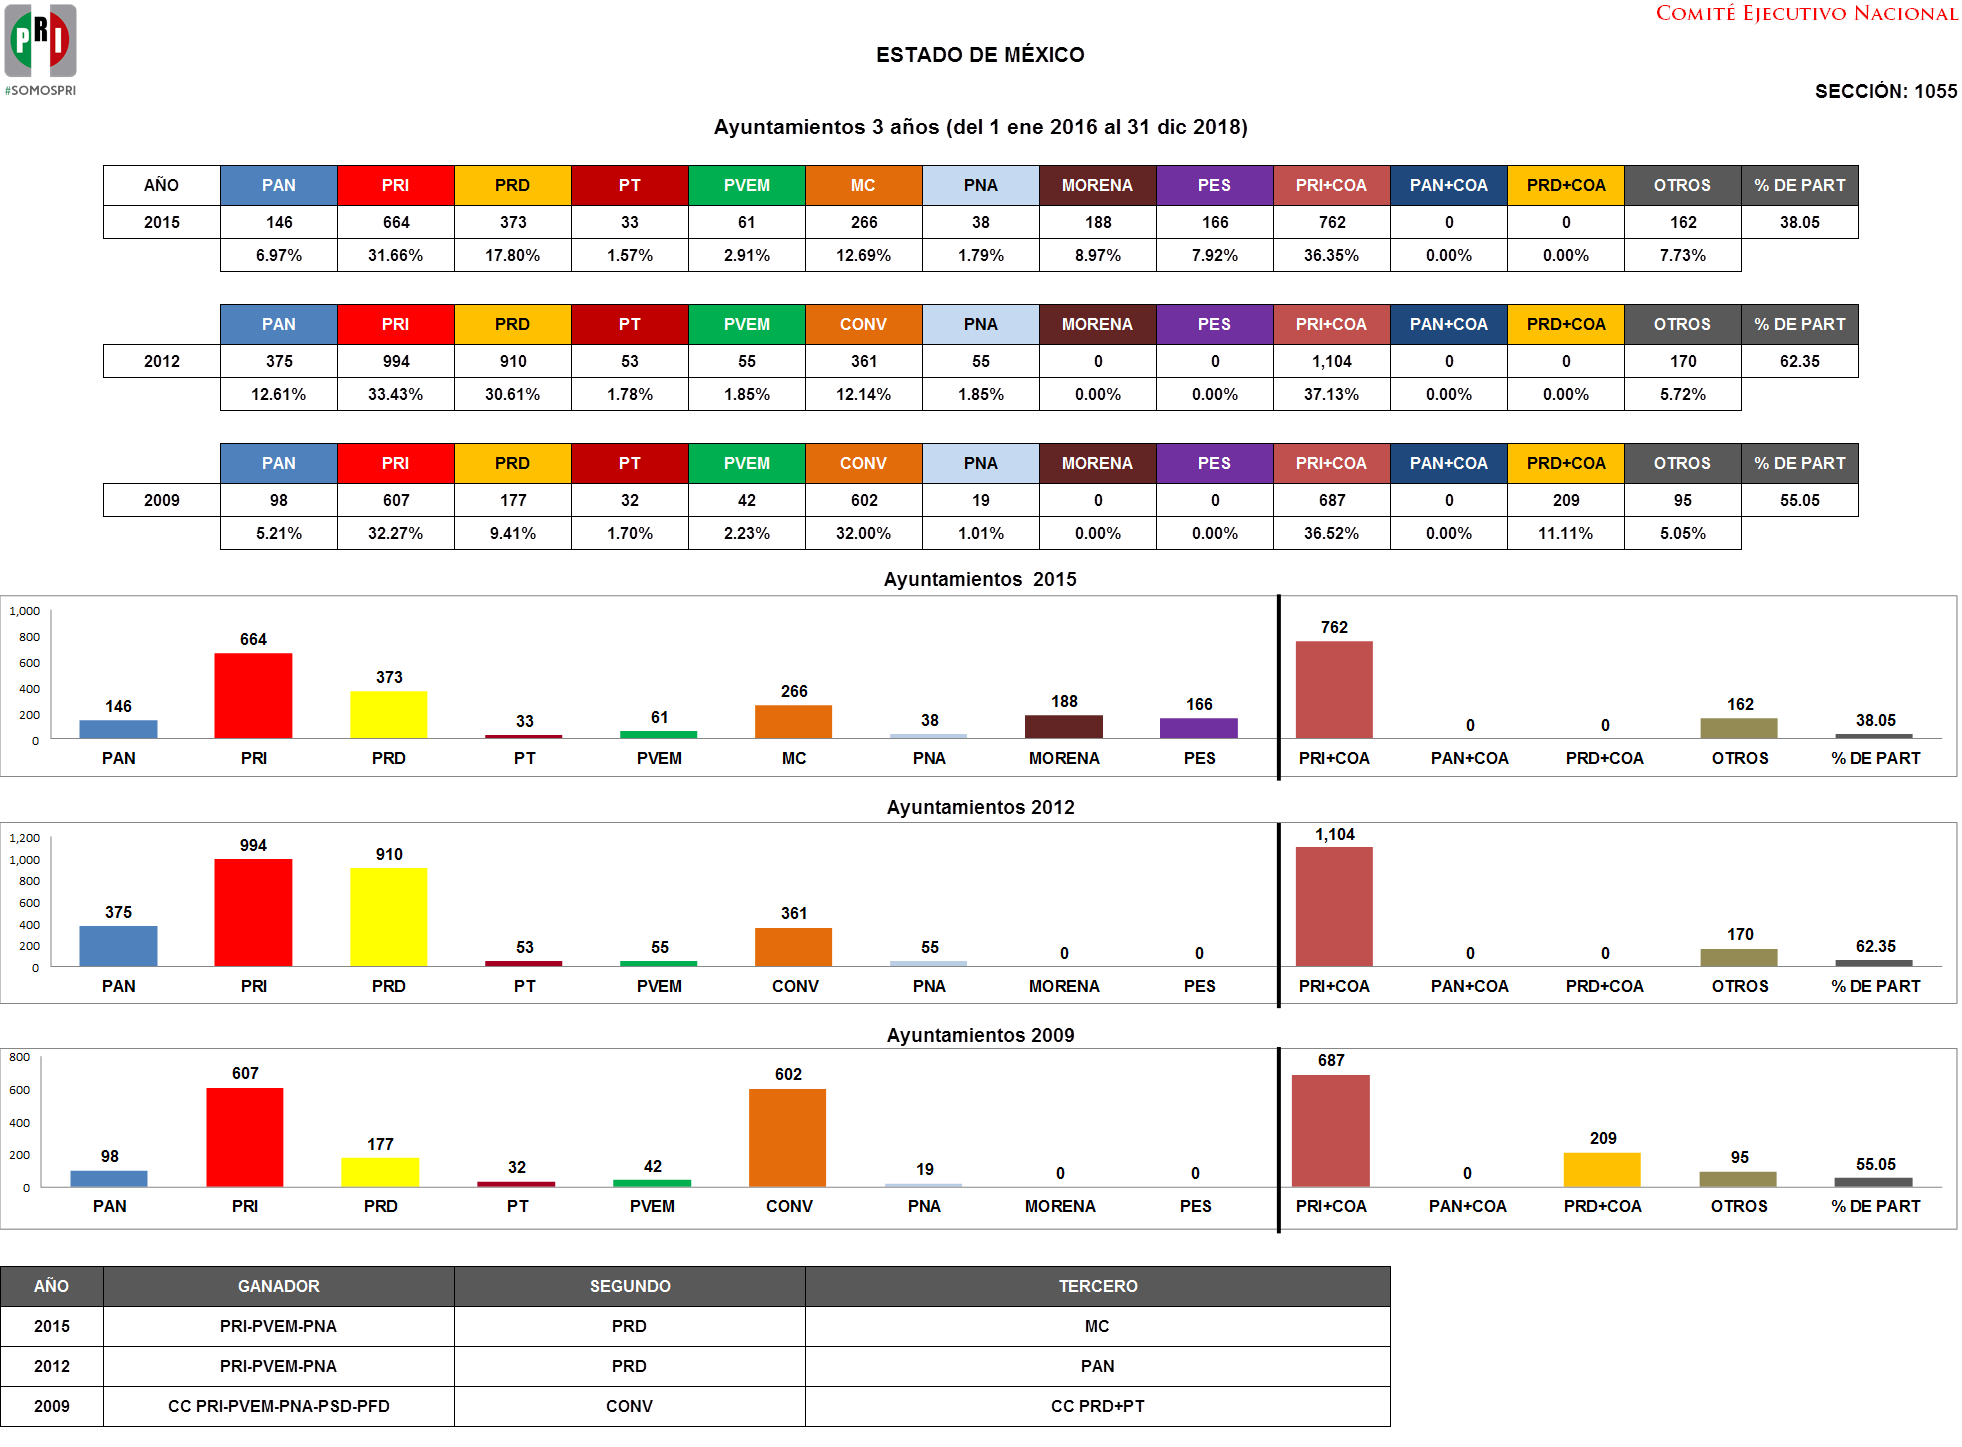 PRI
#SOMOSPRI
COMITÉ EJECUTIVO NACIONAL
ESTADO DE MÉXICO
SECCIÓN: 1055
Ayuntamientos 3 años (del 1 ene 2016 al 31 dic 2018)
AÑO PAN PRI PRD PT PVEM MC PNA MORENA PES PRI+COA PAN+COA PRD+COA OTROS % DE PART
2015 146 664 373 33 61 266 38 188 166 762 0 0 162 38.05
6.97% 31.66% 17.80% 1.57% 2.91% 12.69% 1.79% 8.97% 7.92% 36.35% 0.00% 0.00% 7.73%
PAN PRI PRD PT PVEM CONV PNA MORENA PES PRI+COA PAN+COA PRD+COA OTROS % DE PART
2012 375 994 910 53 55 361 55 0 0 1,104 0 0 170 62.35
12.61% 33.43% 30.61% 1.78% 1.85% 12.14% 1.85% 0.00% 0.00% 37.13% 0.00% 0.00% 5.72%
PAN PRI PRD PT PVEM CONV PNA MORENA PES PRI+COA PAN+COA PRD+COA OTROS % DE PART
2009 98 607 177 32 42 602 19 0 0 687 0 209 95 55.05
5.21% 32.27% 9.41% 1.70% 2.23% 32.00% 1.01% 0.00% 0.00% 36.52% 0.00% 11.11% 5.05%
Ayuntamientos 2015
1,000
800
600
400
200
0
146 664 373 33 61 266 38 188 166 762 0 0 162 38.05
PAN PRI PRD PT PVEM MC PNA MORENA PES PRI+COA PAN+COA PRD+COA OTROS % DE PART
Ayuntamientos 2012
1,200
1,000
800
600
400
200
0
375 994 910 53 55 361 55 0 0 1,104 0 0 170 62.35
PAN PRI PRD PT PVEM CONV PNA MORENA PES PRI+COA PAN+COA PRD+COA OTROS % DE PART
Ayuntamientos 2009
800
600
400
200
0
98 607 177 32 42 602 19 0 0 687 0 209 95 55.05
PAN PRI PRD PT PVEM CONV PNA MORENA PES PRI+COA PAN+COA PRD+COA OTROS % DE PART
AÑO GANADOR SEGUNDO TERCERO
2015 PRI-PVEM-PNA PRD MC
2012 PRI-PVEM-PNA PRD PAN
2009 CC PRI-PVEM-PNA-PSD-PFD CONV CC PRD+PT